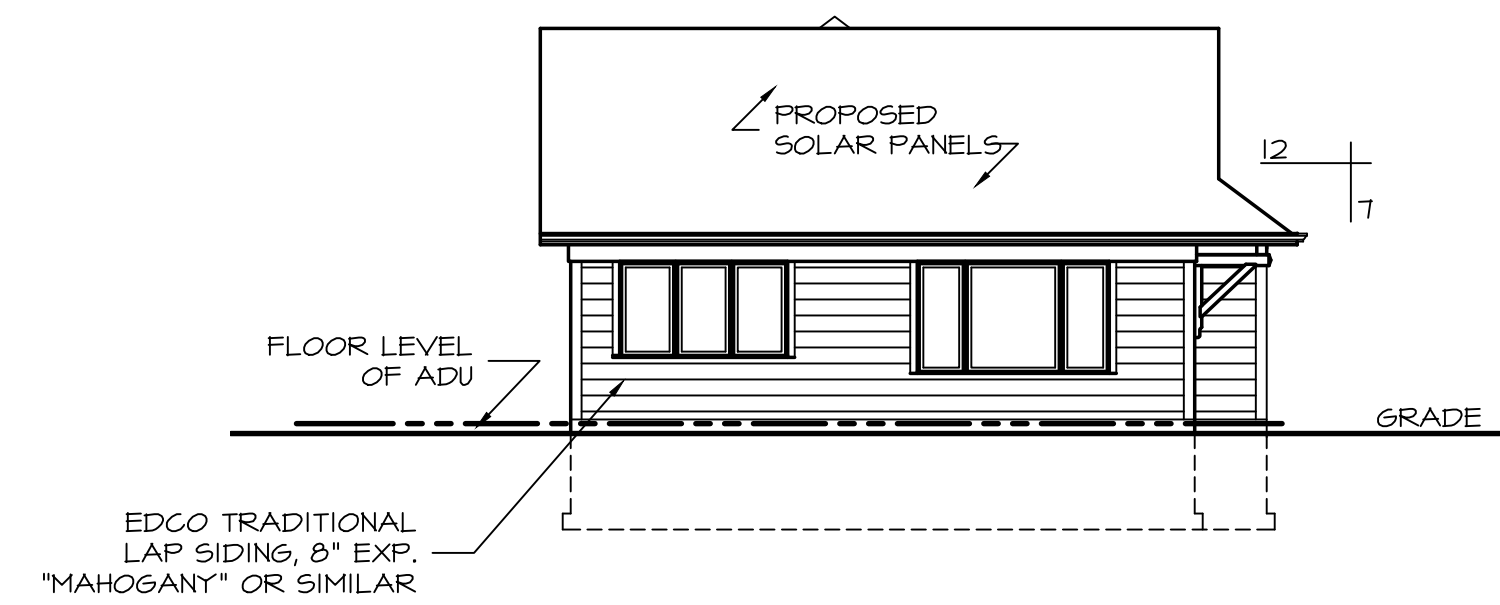 PROPOSED
SOLAR PANELS
12
7
FLOOR LEVEL
OF ADU
GRADE
EDCO TRADITIONAL
LAP SIDING, 8" EXP.
"MAHOGANY" OR SIMILAR